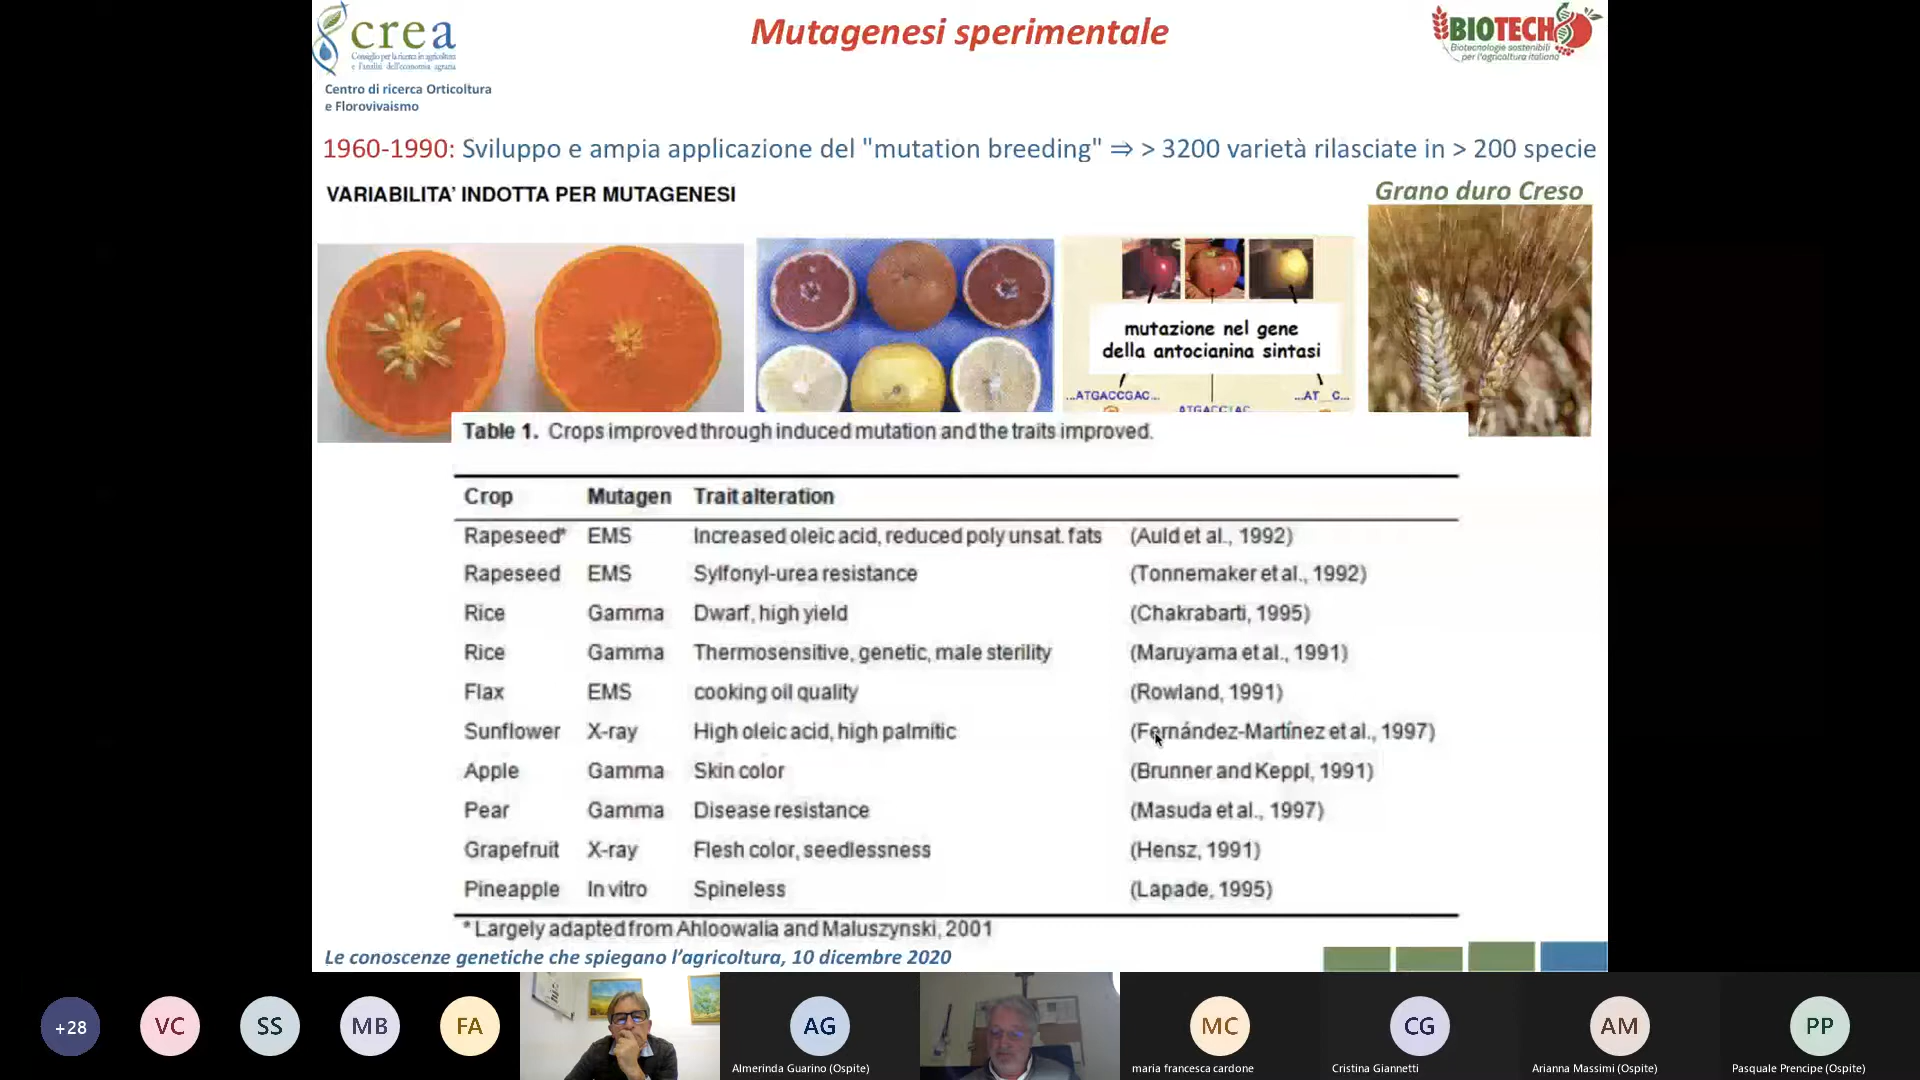 crea
Consiglio per la ricerca in agricoltura
e l'analisi dell'economia agraria
Centro di ricerca Orticoltura
e Florovivaismo
Mutagenesi sperimentale
BIOTECH
Biotecnologie sostenibili
per l'agricoltura italiana
1960-1990: Sviluppo e ampia applicazione del "mutation breeding" ⇒ > 3200 varietà rilasciate in > 200 specie
VARIABILITA' INDOTTA PER MUTAGENESI
Grano duro Creso
mutazione nel gene
della antocianina sintasi
...ATGACCGAC...
...AT__C...
Table 1. Crops improved through induced mutation and the traits improved.
Crop Mutagen Trait alteration
Rapeseed* EMS Increased oleic acid, reduced poly unsat. fats (Auld et al., 1992)
Rapeseed EMS Sylfonyl-urea resistance (Tonnemaker et al., 1992)
Rice Gamma Dwarf, high yield (Chakrabarti, 1995)
Rice Gamma Thermosensitive, genetic, male sterility (Maruyama et al., 1991)
Flax EMS cooking oil quality (Rowland, 1991)
Sunflower X-ray High oleic acid, high palmitic (Fernández-Martínez et al., 1997)
Apple Gamma Skin color (Brunner and Keppl, 1991)
Pear Gamma Disease resistance (Masuda et al., 1997)
Grapefruit X-ray Flesh color, seedlessness (Hensz, 1991)
Pineapple In vitro Spineless (Lapade, 1995)
* Largely adapted from Ahloowalia and Maluszynski, 2001
Le conoscenze genetiche che spiegano l'agricoltura, 10 dicembre 2020
+28
VC
SS
MB
FA
AG
Almerinda Guarino (Ospite)
MC
maria francesca cardone
CG
Cristina Giannetti
AM
Arianna Massimi (Ospite)
PP
Pasquale Prencipe (Ospite)